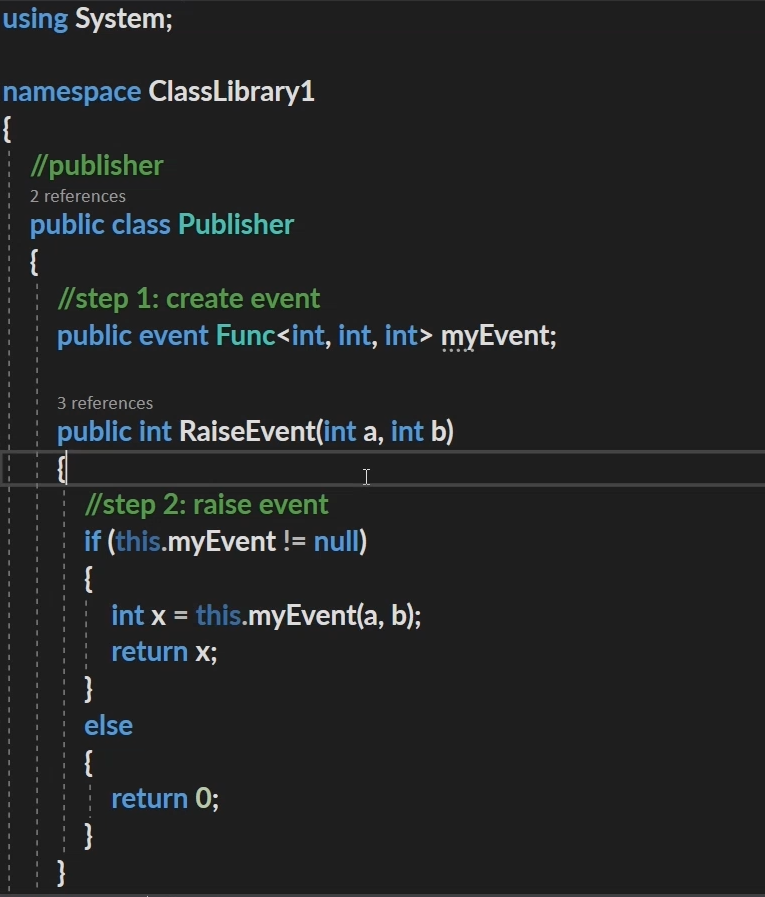 using System;
namespace ClassLibrary1
{
//publisher
2 references
public class Publisher
{
//step 1: create event
public event Func<int, int, int> myEvent;
3 references
public int RaiseEvent(int a, int b)
{
//step 2: raise event
if (this.myEvent != null)
{
int x = this.myEvent(a, b);
return x;
}
else
{
return 0;
}
}